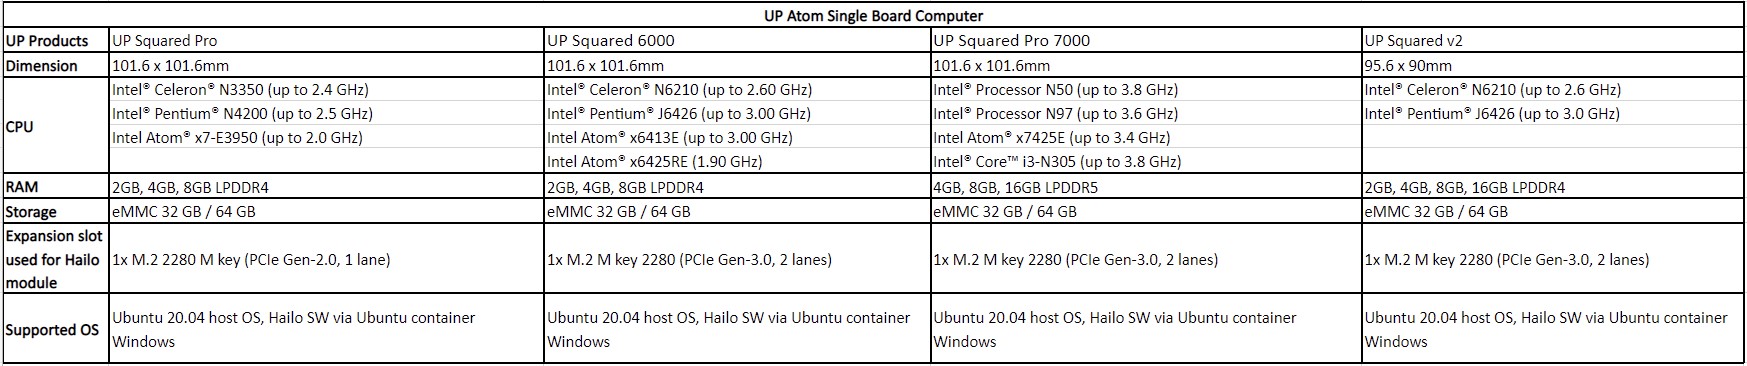 UP Atom Single Board Computer
UP Products UP Squared Pro UP Squared 6000 UP Squared Pro 7000 UP Squared v2
Dimension 101.6 x 101.6mm 101.6 x 101.6mm 101.6 x 101.6mm 95.6 x 90mm
CPU
Intel® Celeron® N3350 (up to 2.4 GHz) Intel® Celeron® N6210 (up to 2.60 GHz) Intel® Processor N50 (up to 3.8 GHz) Intel® Celeron® N6210 (up to 2.6 GHz)
Intel® Pentium® N4200 (up to 2.5 GHz) Intel® Pentium® J6426 (up to 3.00 GHz) Intel® Processor N97 (up to 3.6 GHz) Intel® Pentium® J6426 (up to 3.0 GHz)
Intel Atom® x7-E3950 (up to 2.0 GHz) Intel Atom® x6413E (up to 3.00 GHz) Intel Atom® x7425E (up to 3.4 GHz)
Intel Atom® x6425RE (1.90 GHz) Intel® Core™ i3-N305 (up to 3.8 GHz)
RAM 2GB, 4GB, 8GB LPDDR4 2GB, 4GB, 8GB LPDDR4 4GB, 8GB, 16GB LPDDR5 2GB, 4GB, 8GB, 16GB LPDDR4
Storage eMMC 32 GB / 64 GB eMMC 32 GB / 64 GB eMMC 32 GB / 64 GB eMMC 32 GB / 64 GB
Expansion slot
used for Hailo
module
1x M.2 2280 M key (PCIe Gen-2.0, 1 lane) 1x M.2 M key 2280 (PCIe Gen-3.0, 2 lanes) 1x M.2 M key 2280 (PCIe Gen-3.0, 2 lanes) 1x M.2 M key 2280 (PCIe Gen-3.0, 2 lanes)
Supported OS
Ubuntu 20.04 host OS, Hailo SW via Ubuntu container Ubuntu 20.04 host OS, Hailo SW via Ubuntu container Ubuntu 20.04 host OS, Hailo SW via Ubuntu container Ubuntu 20.04 host OS, Hailo SW via Ubuntu container
Windows Windows Windows Windows